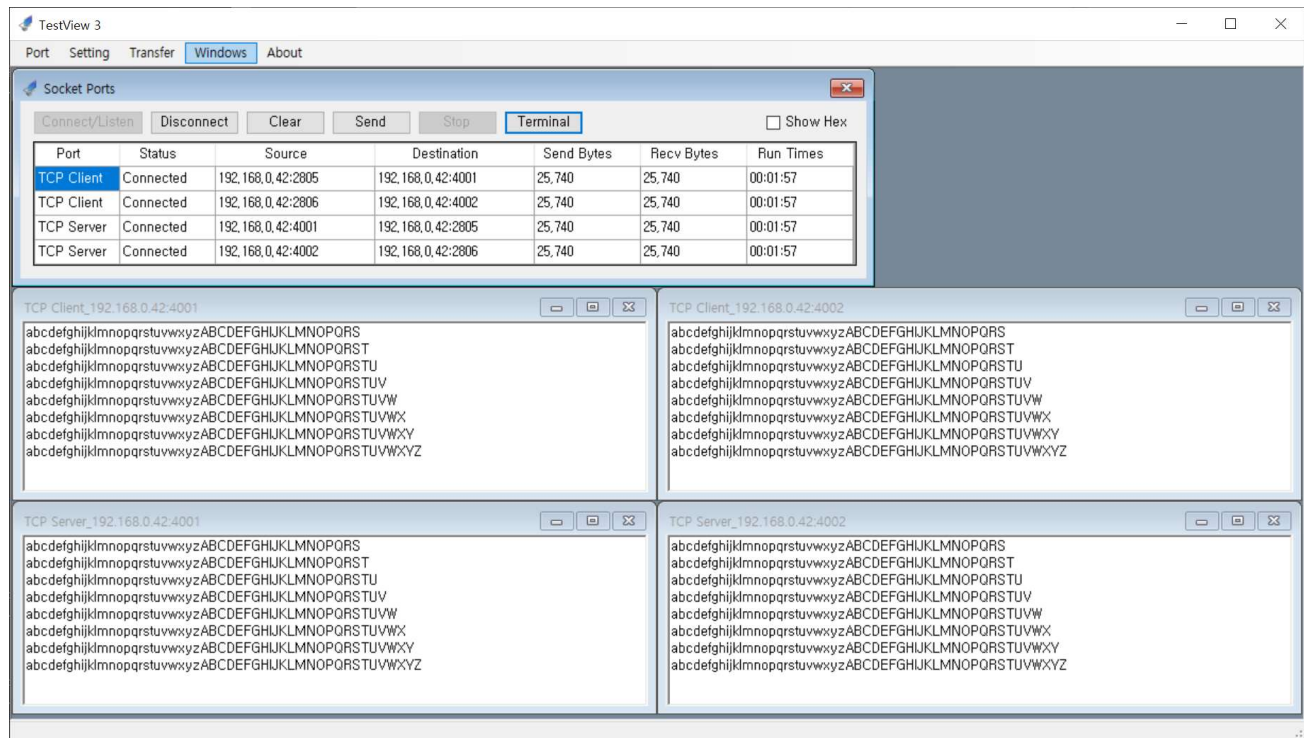 TestView 3
Port Setting Transfer Windows About
Socket Ports
Connect/Listen Disconnect Clear Send Stop Terminal Show Hex
Port Status Source Destination Send Bytes Recv Bytes Run Times
TCP Client Connected 192,168,0,42:2805 192,168,0,42:4001 25,740 25,740 00:01:57
TCP Client Connected 192,168,0,42:2806 192,168,0,42:4002 25,740 25,740 00:01:57
TCP Server Connected 192,168,0,42:4001 192,168,0,42:2805 25,740 25,740 00:01:57
TCP Server Connected 192,168,0,42:4002 192,168,0,42:2806 25,740 25,740 00:01:57
TCP Client_192.168.0.42:4001
abcdefghijklmnopqrstuvwxyzABCDEFGHIJKLMNOPQRS
abcdefghijklmnopqrstuvwxyzABCDEFGHIJKLMNOPQRST
abcdefghijklmnopqrstuvwxyzABCDEFGHIJKLMNOPQRSTU
abcdefghijklmnopqrstuvwxyzABCDEFGHIJKLMNOPQRSTUV
abcdefghijklmnopqrstuvwxyzABCDEFGHIJKLMNOPQRSTUVW
abcdefghijklmnopqrstuvwxyzABCDEFGHIJKLMNOPQRSTUVWX
abcdefghijklmnopqrstuvwxyzABCDEFGHIJKLMNOPQRSTUVWXY
abcdefghijklmnopqrstuvwxyzABCDEFGHIJKLMNOPQRSTUVWXYZ
TCP Client_192.168.0.42:4002
abcdefghijklmnopqrstuvwxyzABCDEFGHIJKLMNOPQRS
abcdefghijklmnopqrstuvwxyzABCDEFGHIJKLMNOPQRST
abcdefghijklmnopqrstuvwxyzABCDEFGHIJKLMNOPQRSTU
abcdefghijklmnopqrstuvwxyzABCDEFGHIJKLMNOPQRSTUV
abcdefghijklmnopqrstuvwxyzABCDEFGHIJKLMNOPQRSTUVW
abcdefghijklmnopqrstuvwxyzABCDEFGHIJKLMNOPQRSTUVWX
abcdefghijklmnopqrstuvwxyzABCDEFGHIJKLMNOPQRSTUVWXY
abcdefghijklmnopqrstuvwxyzABCDEFGHIJKLMNOPQRSTUVWXYZ
TCP Server_192.168.0.42:4001
abcdefghijklmnopqrstuvwxyzABCDEFGHIJKLMNOPQRS
abcdefghijklmnopqrstuvwxyzABCDEFGHIJKLMNOPQRST
abcdefghijklmnopqrstuvwxyzABCDEFGHIJKLMNOPQRSTU
abcdefghijklmnopqrstuvwxyzABCDEFGHIJKLMNOPQRSTUV
abcdefghijklmnopqrstuvwxyzABCDEFGHIJKLMNOPQRSTUVW
abcdefghijklmnopqrstuvwxyzABCDEFGHIJKLMNOPQRSTUVWX
abcdefghijklmnopqrstuvwxyzABCDEFGHIJKLMNOPQRSTUVWXY
abcdefghijklmnopqrstuvwxyzABCDEFGHIJKLMNOPQRSTUVWXYZ
TCP Server_192.168.0.42:4002
abcdefghijklmnopqrstuvwxyzABCDEFGHIJKLMNOPQRS
abcdefghijklmnopqrstuvwxyzABCDEFGHIJKLMNOPQRST
abcdefghijklmnopqrstuvwxyzABCDEFGHIJKLMNOPQRSTU
abcdefghijklmnopqrstuvwxyzABCDEFGHIJKLMNOPQRSTUV
abcdefghijklmnopqrstuvwxyzABCDEFGHIJKLMNOPQRSTUVW
abcdefghijklmnopqrstuvwxyzABCDEFGHIJKLMNOPQRSTUVWX
abcdefghijklmnopqrstuvwxyzABCDEFGHIJKLMNOPQRSTUVWXY
abcdefghijklmnopqrstuvwxyzABCDEFGHIJKLMNOPQRSTUVWXYZ